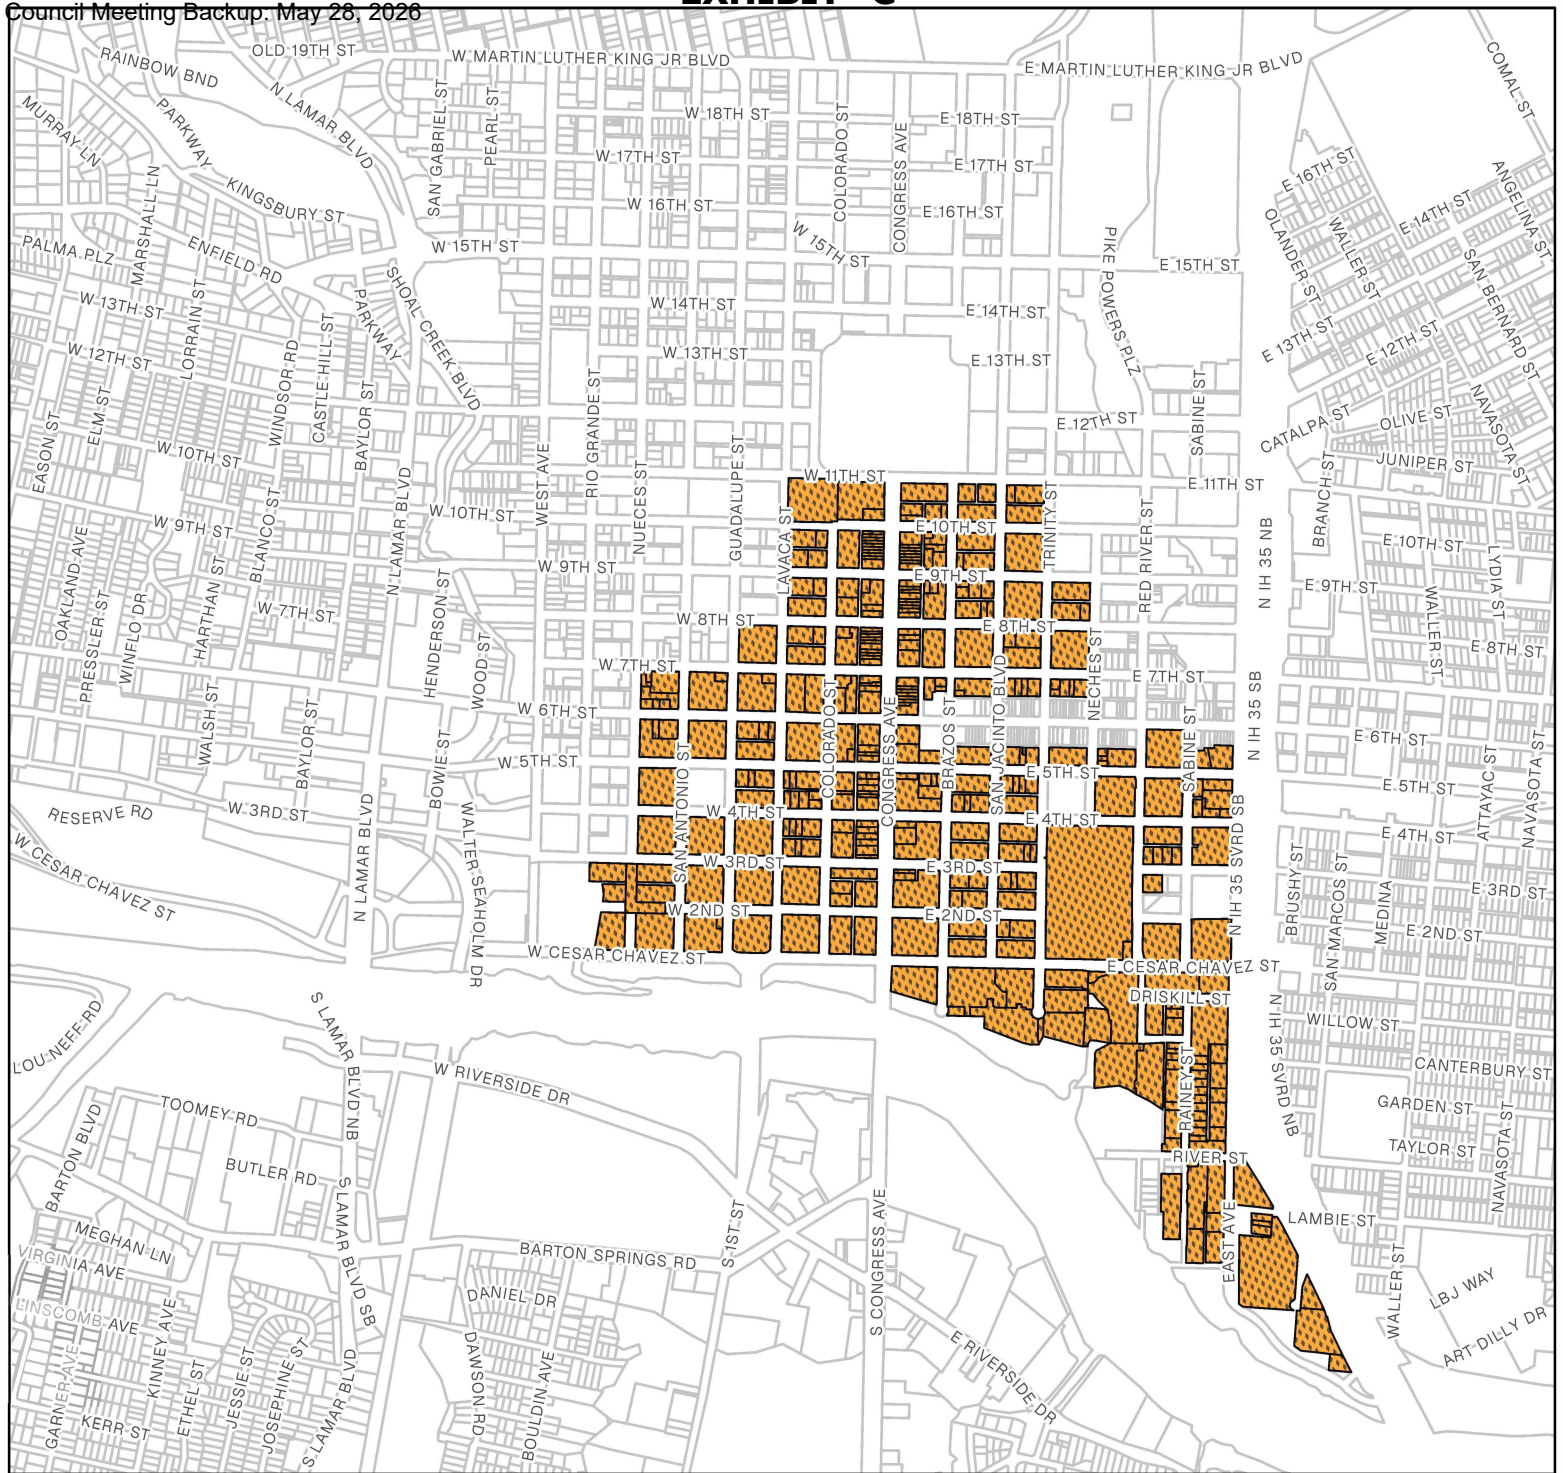 Council Meeting Backup: May 28, 2026
OLD 19TH ST
W MARTIN LUTHER KING JR BLVD
E MARTIN LUTHER KING JR BLVD
COMAL ST
RAINBOW BND
N LAMAR BLVD
MURRAY LN
PARKWAY
SAN GABRIEL ST
PEARL ST
W 18TH ST
COLORADO ST
CONGRESS AVE
E 18TH ST
W 17TH ST
E 17TH ST
E 16TH ST
ANGELINA ST
MARSHALL LN
KINGSBURY ST
W 16TH ST
E 16TH ST
OLANDER ST
WALLER ST
E 14TH ST
PALMA PLZ
ENFIELD RD
W 15TH ST
W 15TH ST
PIKE POWERS PLZ
E 15TH ST
SAN BERNARD ST
W 13TH ST
LORRAIN ST
PARKWAY
SHOAL CREEK BLVD
W 14TH ST
E 14TH ST
E 13TH ST
E 12TH ST
W 12TH ST
WINDSOR RD
CASTLE HILL ST
W 13TH ST
E 13TH ST
EASON ST
ELM ST
BAYLOR ST
RIO GRANDE ST
SABINE ST
NAVASOTA ST
W 10TH ST
GUADALUPE ST
E 12TH ST
CATALPA ST
OLIVE ST
JUNIPER ST
WEST AVE
NUECES ST
W 11TH ST
TRINITY ST
E 11TH ST
BRANCH ST
BLANCO ST
N LAMAR BLVD
W 10TH ST
LAVACA ST
E 10TH ST
RED RIVER ST
N IH 35 NB
W 9TH ST
OAKLAND AVE
E 10TH ST
LYDIA ST
W 9TH ST
E 9TH ST
E 9TH ST
PRESSLER ST
WINFLO DR
HARTHAN ST
W 7TH ST
HENDERSON ST
WOOD ST
W 8TH ST
E 8TH ST
WALLER ST
E 8TH ST
W 7TH ST
SAN JACINTO BLVD
NECHES ST
E 7TH ST
N IH 35 SB
WALSH ST
BAYLOR ST
BOWIE ST
W 6TH ST
COLORADO ST
CONGRESS AVE
BRAZOS ST
SABINE ST
E 6TH ST
W 5TH ST
SAN ANTONIO ST
E 5TH ST
E 5TH ST
ATTAYAC ST
NAVASOTA ST
RESERVE RD
W 3RD ST
N LAMAR BLVD
WALTER SEAHOLM DR
W 4TH ST
E 4TH ST
N IH 35 SVRD SB
E 4TH ST
W CESAR CHAVEZ ST
W 3RD ST
E 3RD ST
BRUSHY ST
SAN MARCOS ST
MEDINA
E 3RD ST
W 2ND ST
E 2ND ST
E 2ND ST
W CESAR CHAVEZ ST
E CESAR CHAVEZ ST
DRISKILL ST
LOU NEFF RD
S LAMAR BLVD NB
N IH 35 SVRD NB
WILLOW ST
W RIVERSIDE DR
RAINEY ST
CANTERBURY ST
TOOMEY RD
GARDEN ST
BARTON BLVD
RIVER ST
TAYLOR ST
NAVASOTA ST
BUTLER RD
S LAMAR BLVD SB
S 1ST ST
S CONGRESS AVE
EAST AVE
LAMBIE ST
MEGHAN LN
VIRGINIA AVE
BARTON SPRINGS RD
WALLER ST
LBJ WAY
LINSCOMB AVE
DANIEL DR
ART DILLY DR
GARNER AVE
KINNEY AVE
ETHEL ST
JESSIE ST
JOSEPHINE ST
S LAMAR BLVD
DAWSON RD
BOULDIN AVE
E RIVERSIDE DR
KERR ST